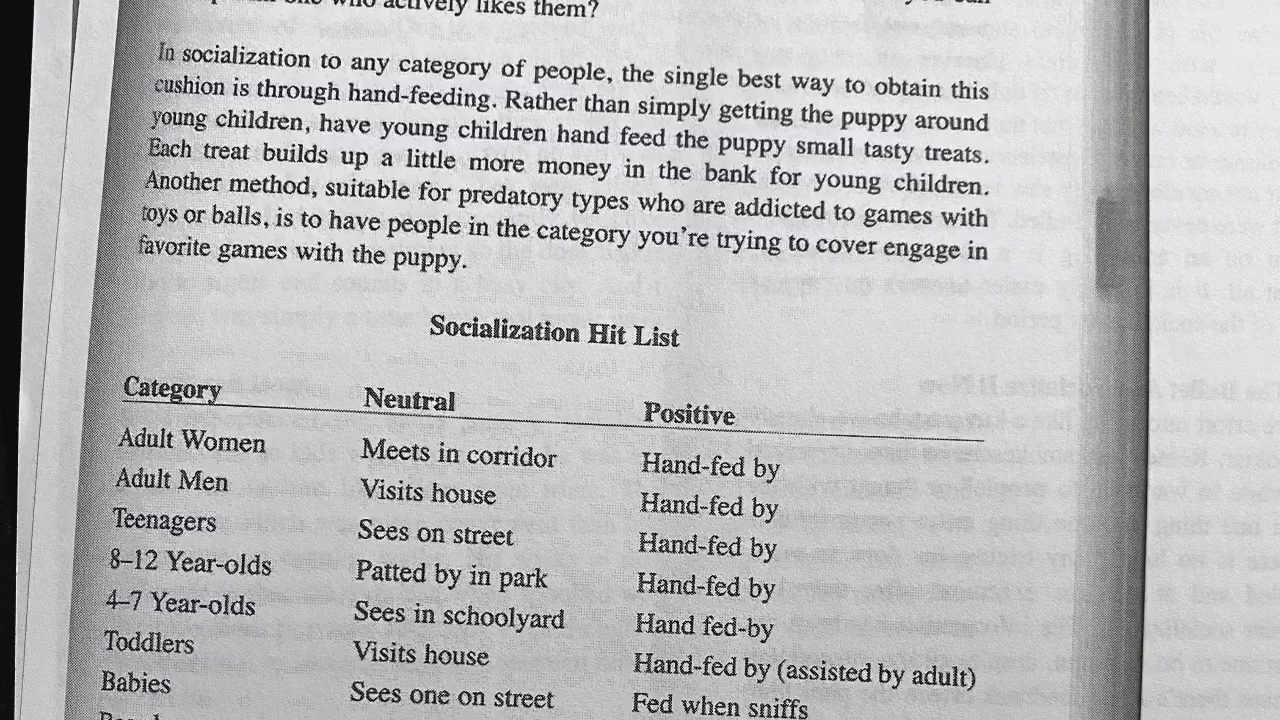 who actively likes them?
In socialization to any category of people, the single best way to obtain this
cushion is through hand-feeding. Rather than simply getting the puppy around
young children, have young children hand feed the puppy small tasty treats.
Each treat builds up a little more money in the bank for young children.
Another method, suitable for predatory types who are addicted to games with
toys or balls, is to have people in the category you're trying to cover engage in
favorite games with the puppy.
Socialization Hit List
Category Neutral Positive
Adult Women Meets in corridor Hand-fed by
Adult Men Visits house Hand-fed by
Teenagers Sees on street Hand-fed by
8–12 Year-olds Patted by in park Hand-fed by
4–7 Year-olds Sees in schoolyard Hand fed-by
Toddlers Visits house Hand-fed by (assisted by adult)
Babies Sees one on street Fed when sniffs